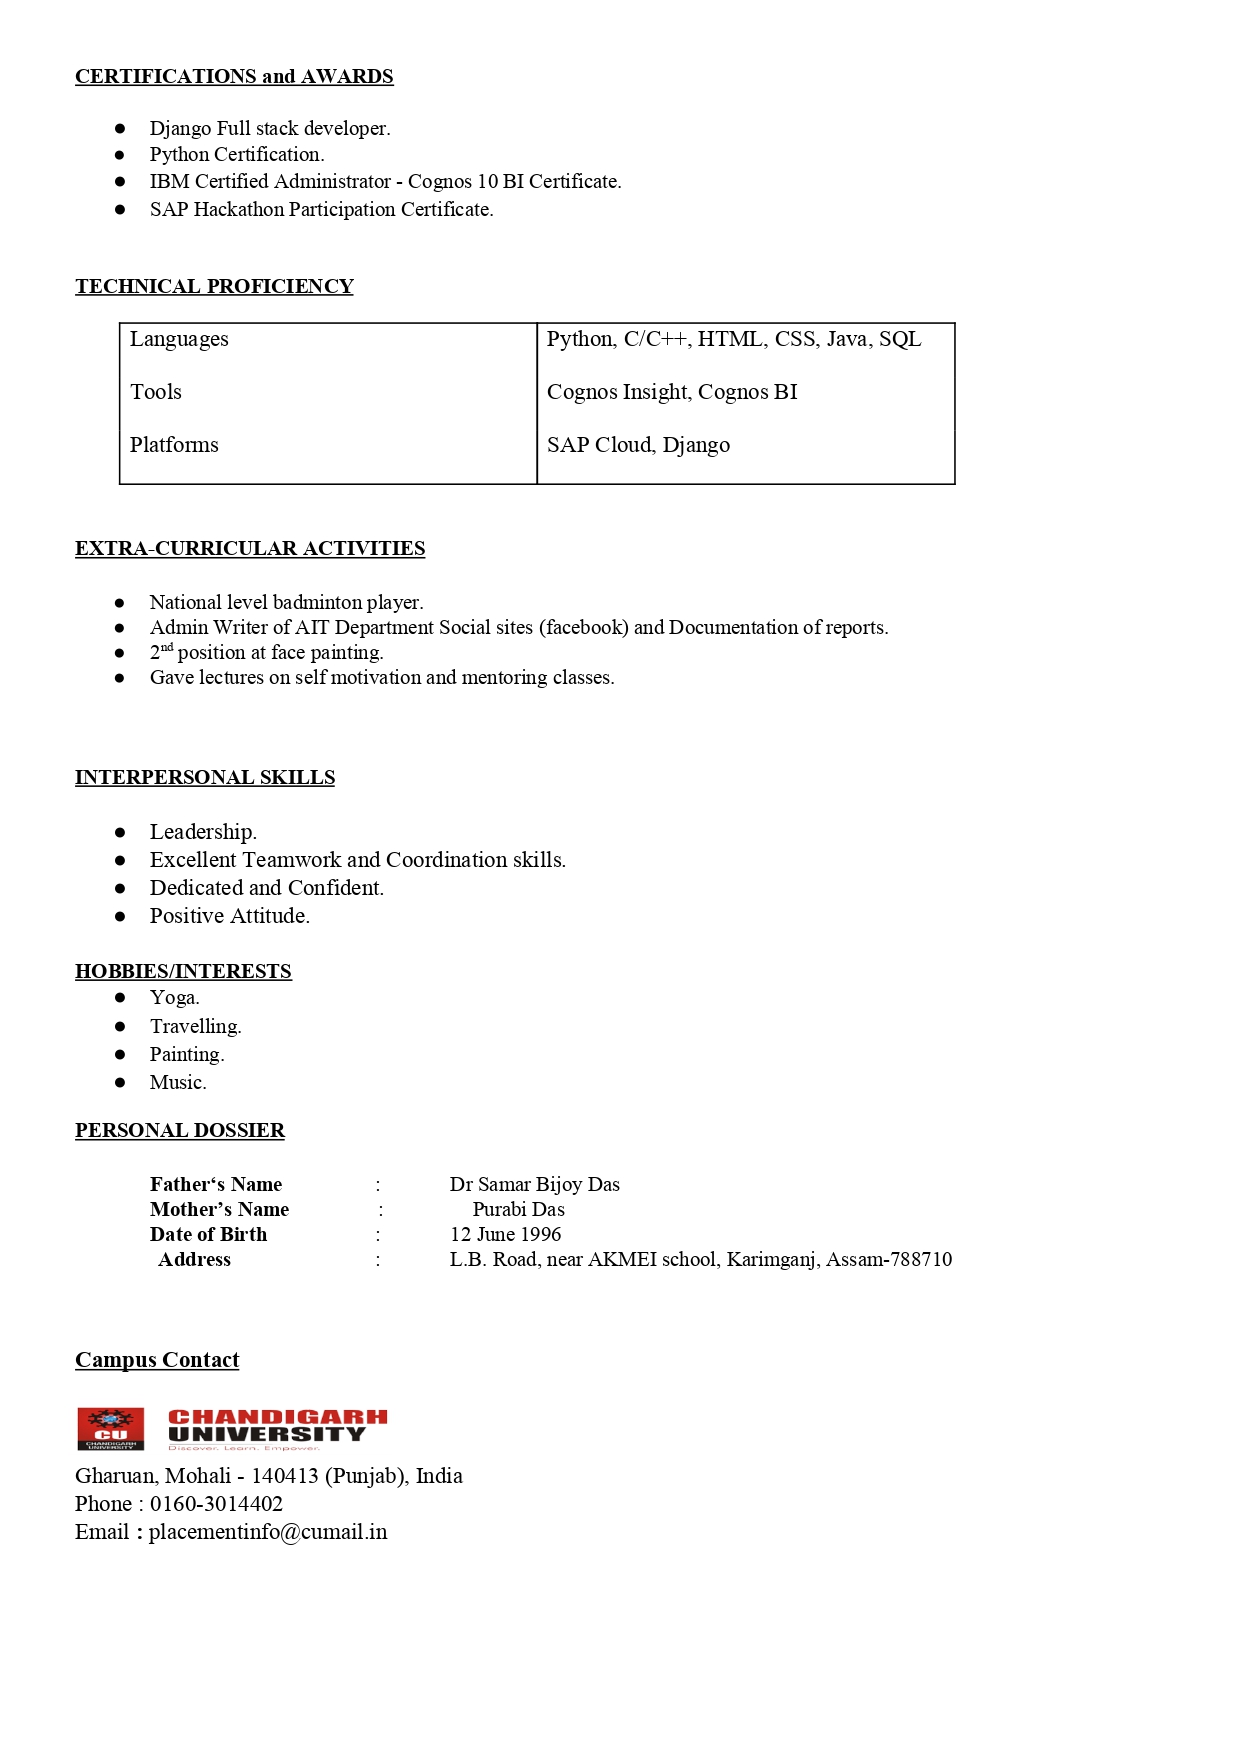 CERTIFICATIONS and AWARDS
● Django Full stack developer.
● Python Certification.
● IBM Certified Administrator - Cognos 10 BI Certificate.
● SAP Hackathon Participation Certificate.
TECHNICAL PROFICIENCY
Languages Python, C/C++, HTML, CSS, Java, SQL
Tools Cognos Insight, Cognos BI
Platforms SAP Cloud, Django
EXTRA-CURRICULAR ACTIVITIES
● National level badminton player.
● Admin Writer of AIT Department Social sites (facebook) and Documentation of reports.
● 2nd position at face painting.
● Gave lectures on self motivation and mentoring classes.
INTERPERSONAL SKILLS
● Leadership.
● Excellent Teamwork and Coordination skills.
● Dedicated and Confident.
● Positive Attitude.
HOBBIES/INTERESTS
● Yoga.
● Travelling.
● Painting.
● Music.
PERSONAL DOSSIER
Father‘s Name : Dr Samar Bijoy Das
Mother’s Name : Purabi Das
Date of Birth : 12 June 1996
Address : L.B. Road, near AKMEI school, Karimganj, Assam-788710
Campus Contact
CU
CHANDIGARH
UNIVERSITY
CHANDIGARH
UNIVERSITY
Discover. Learn. Empower.
Gharuan, Mohali - 140413 (Punjab), India
Phone : 0160-3014402
Email : placementinfo@cumail.in